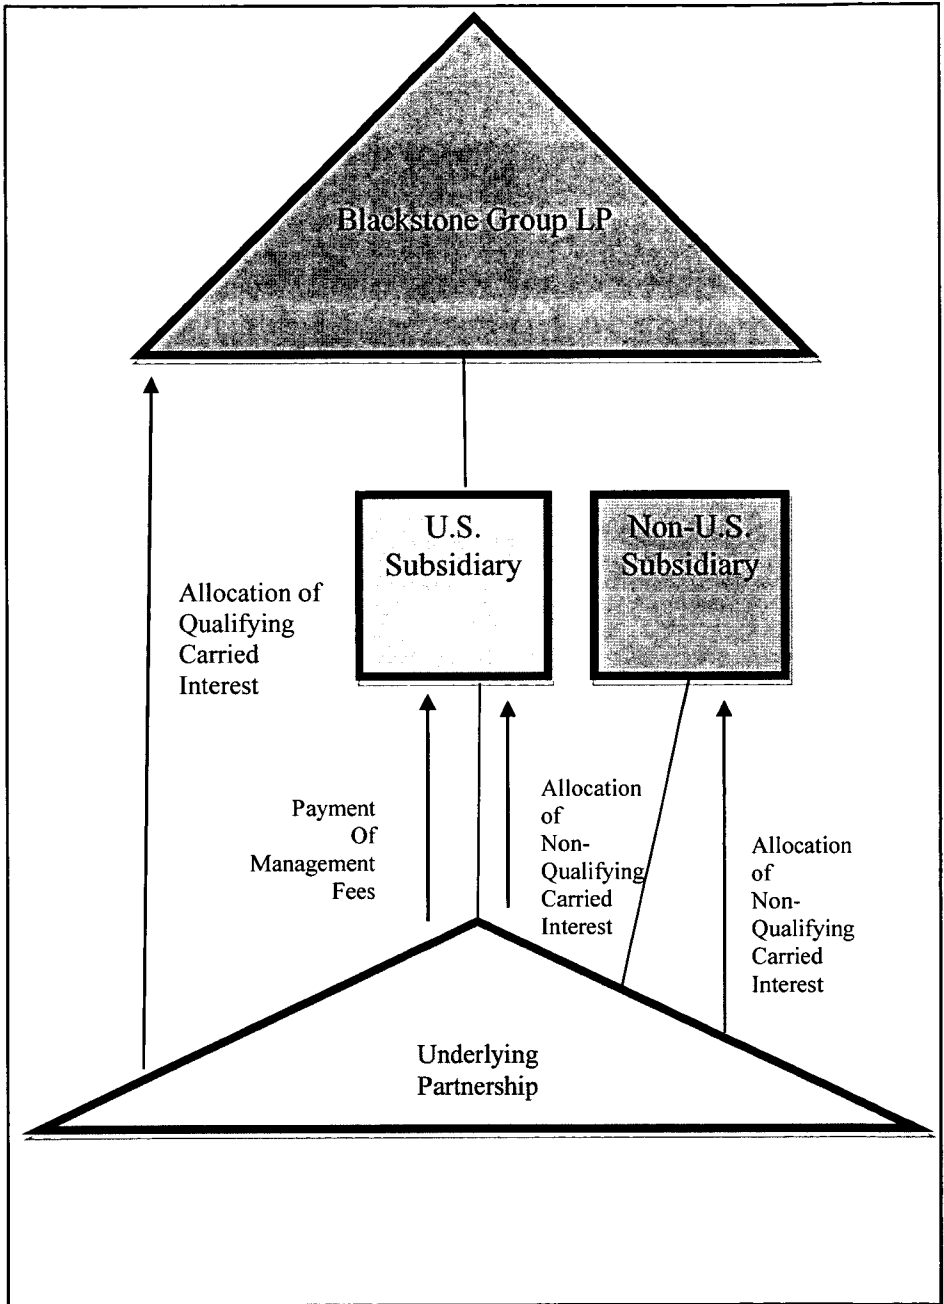 Blackstone Group LP
U.S.
Subsidiary
Non-U.S.
Subsidiary
Allocation of
Qualifying
Carried
Interest
Payment
Of
Management
Fees
Allocation
of
Non-
Qualifying
Carried
Interest
Allocation
of
Non-
Qualifying
Carried
Interest
Underlying
Partnership